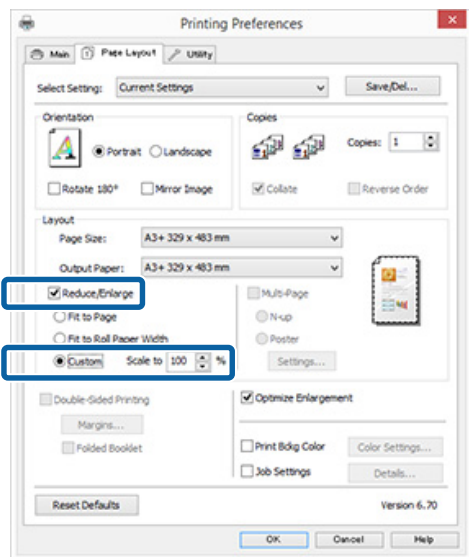 Printing Preferences
Main Page Layout Utility
Select Setting: Current Settings Save/Del...
Orientation
Portrait Landscape
Rotate 180° Mirror Image
Copies
Copies: 1
Collate Reverse Order
Layout
Page Size: A3+ 329 x 483 mm
Output Paper: A3+ 329 x 483 mm
Reduce/Enlarge
Fit to Page
Fit to Roll Paper Width
Custom Scale to 100 %
Multi-Page
N-up
Poster
Settings...
Double-Sided Printing
Margins...
Folded Booklet
Optimize Enlargement
Print Bckg Color Color Settings...
Job Settings Details...
Reset Defaults Version 6.70
OK Cancel Help